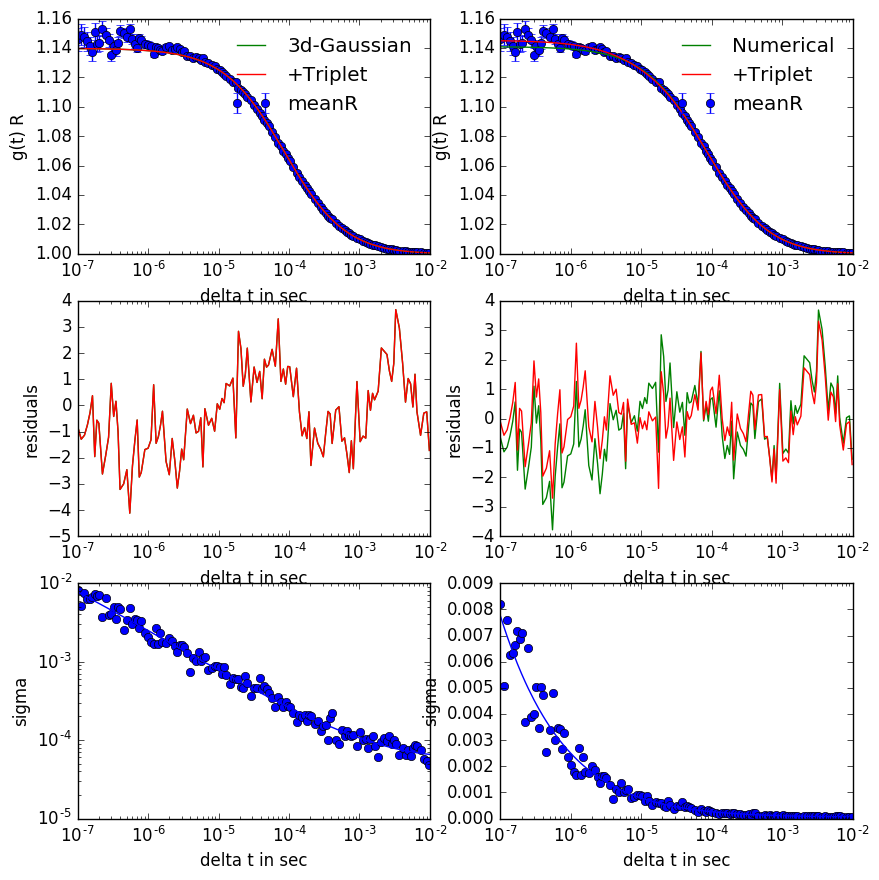 1.16
1.14
1.12
1.10
1.08
1.06
1.04
1.02
1.00
g(t) R
3d-Gaussian
+Triplet
meanR
10^-7 10^-6 10^-5 10^-4 10^-3 10^-2
delta t in sec
1.16
1.14
1.12
1.10
1.08
1.06
1.04
1.02
1.00
g(t) R
Numerical
+Triplet
meanR
10^-7 10^-6 10^-5 10^-4 10^-3 10^-2
delta t in sec
4
3
2
1
0
−1
−2
−3
−4
−5
residuals
10^-7 10^-6 10^-5 10^-4 10^-3 10^-2
delta t in sec
4
3
2
1
0
−1
−2
−3
−4
residuals
10^-7 10^-6 10^-5 10^-4 10^-3 10^-2
delta t in sec
10^-2
10^-3
10^-4
10^-5
sigma
10^-7 10^-6 10^-5 10^-4 10^-3 10^-2
delta t in sec
0.009
0.008
0.007
0.006
0.005
0.004
0.003
0.002
0.001
0.000
sigma
10^-7 10^-6 10^-5 10^-4 10^-3 10^-2
delta t in sec